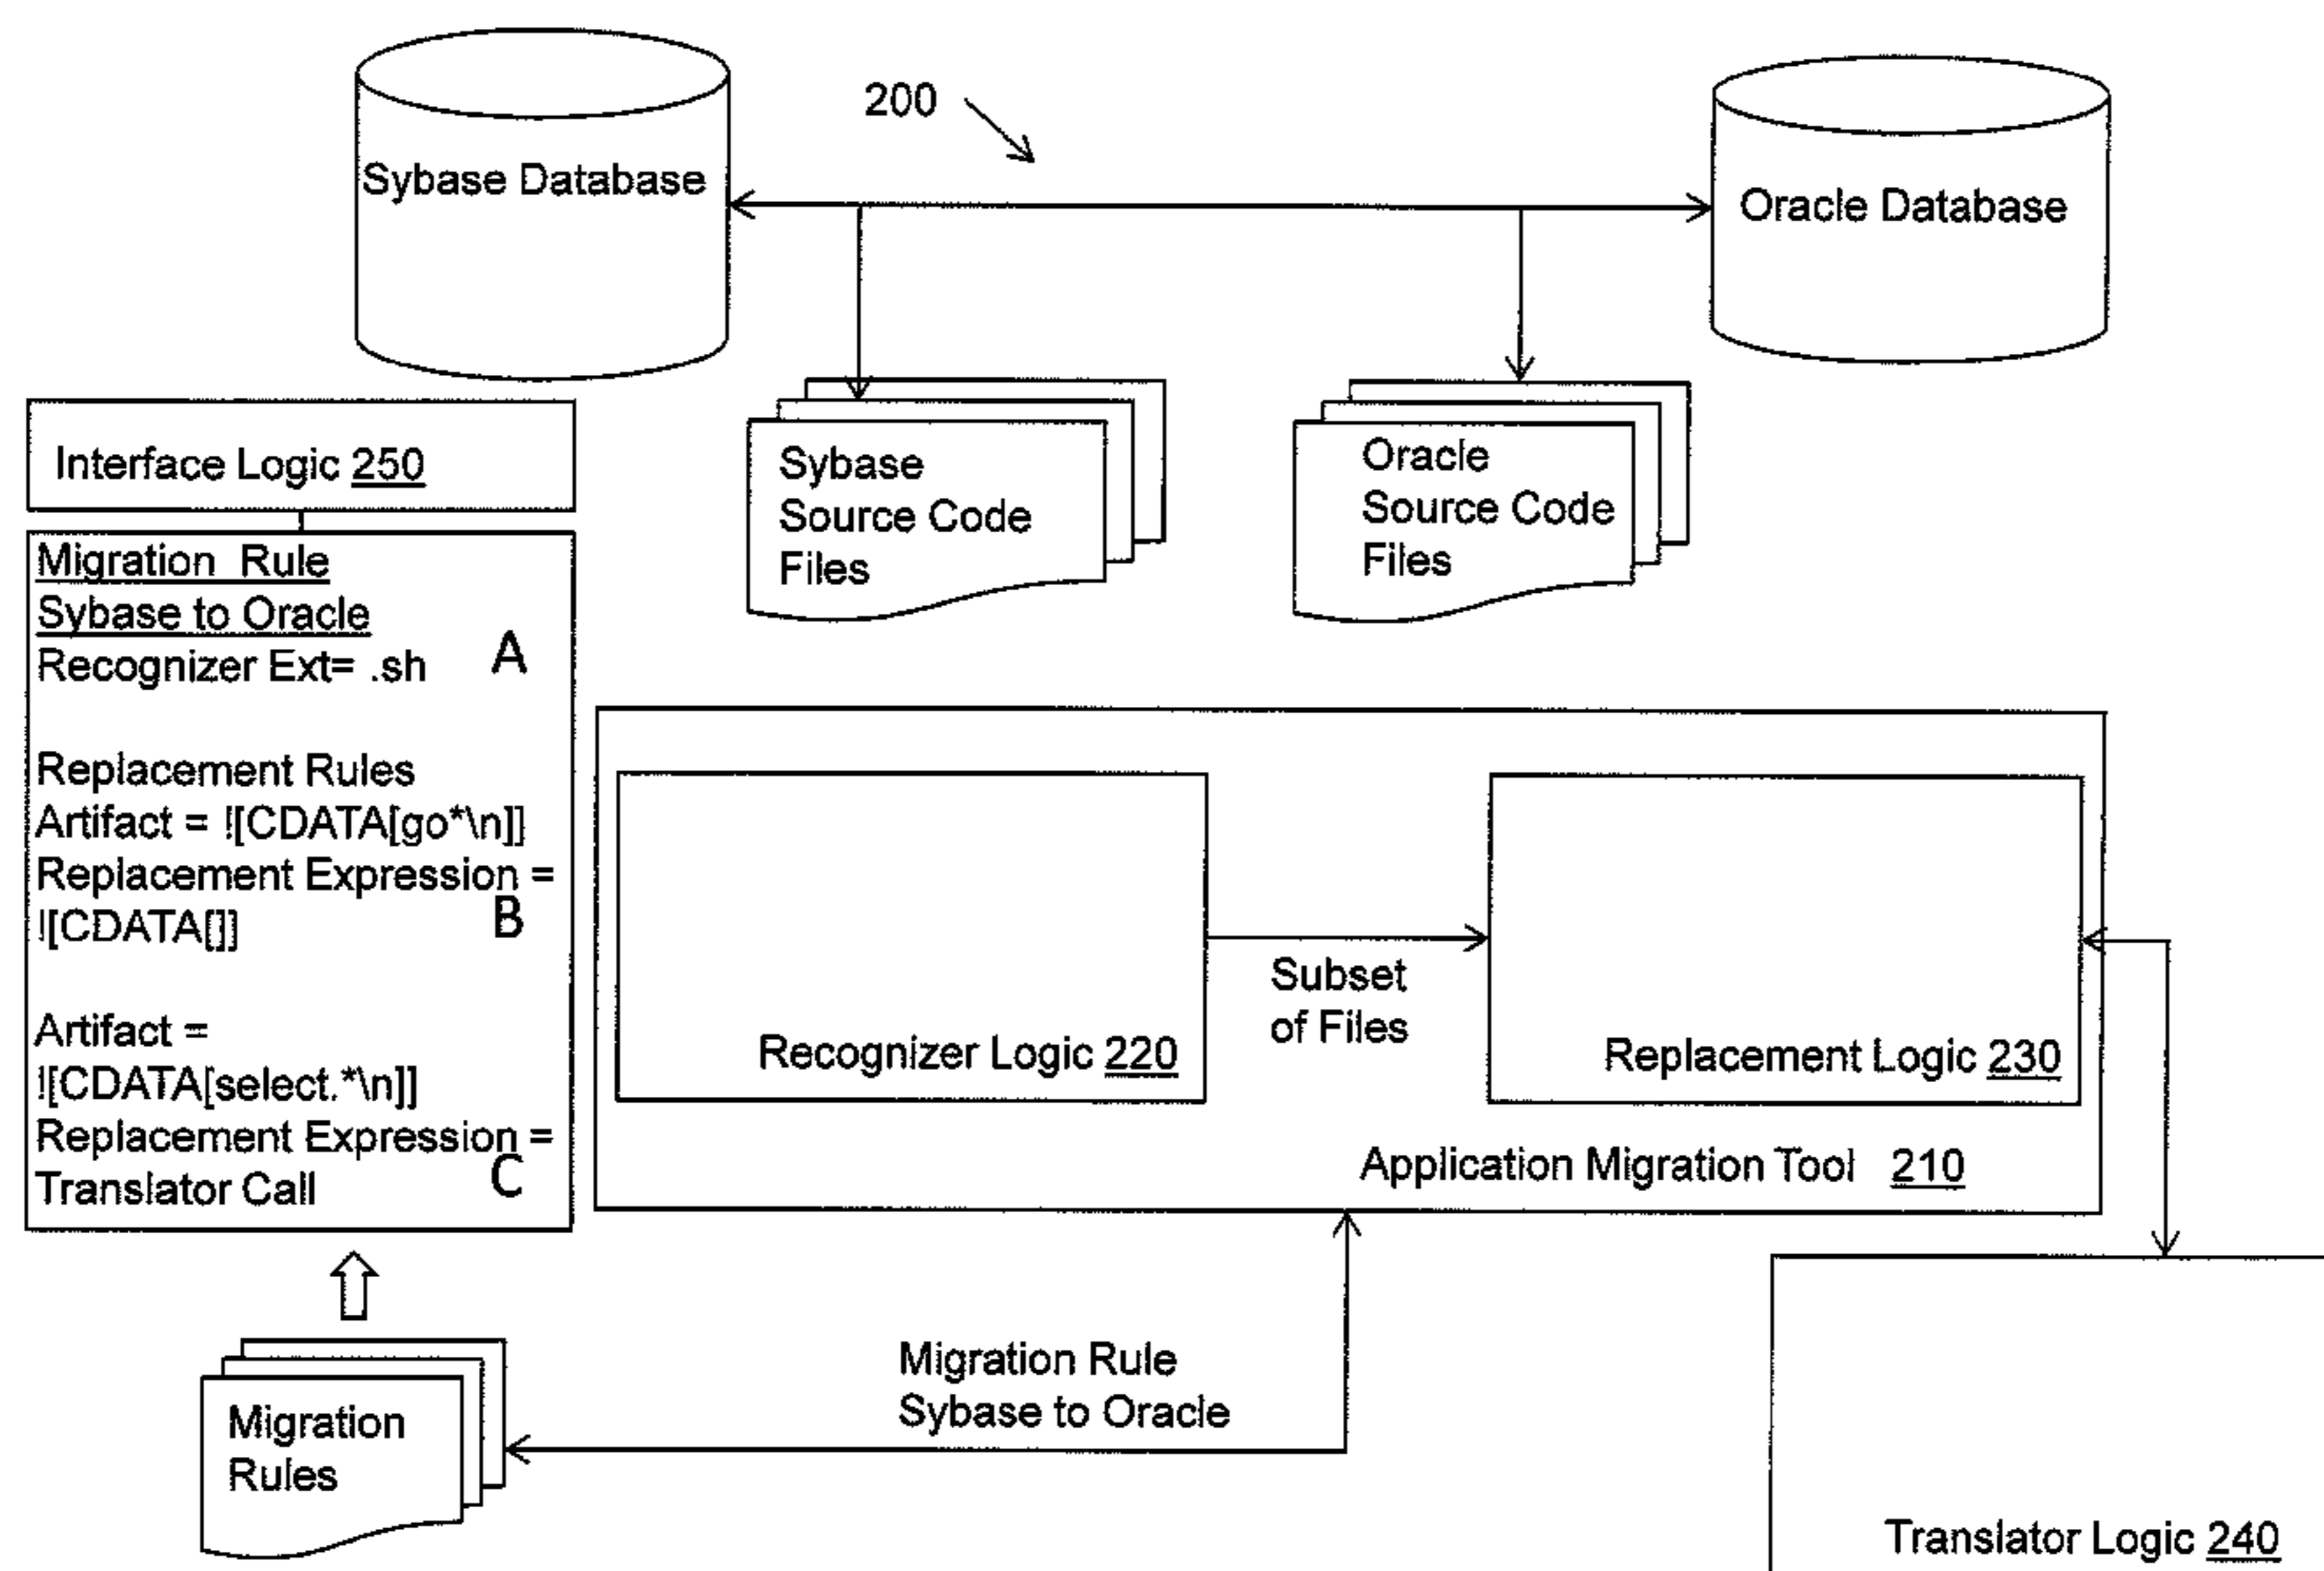 200
Sybase Database
Oracle Database
Interface Logic 250
Sybase
Source Code
Files
Oracle
Source Code
Files
Migration Rule
Sybase to Oracle
Recognizer Ext= .sh
A
Replacement Rules
Artifact = ![CDATA[go*\n]]
Replacement Expression =
![CDATA[]]
B
Artifact =
![CDATA[select.*\n]]
Replacement Expression =
Translator Call
C
Recognizer Logic 220
Subset
of Files
Replacement Logic 230
Application Migration Tool 210
Migration Rule
Sybase to Oracle
Migration
Rules
Translator Logic 240